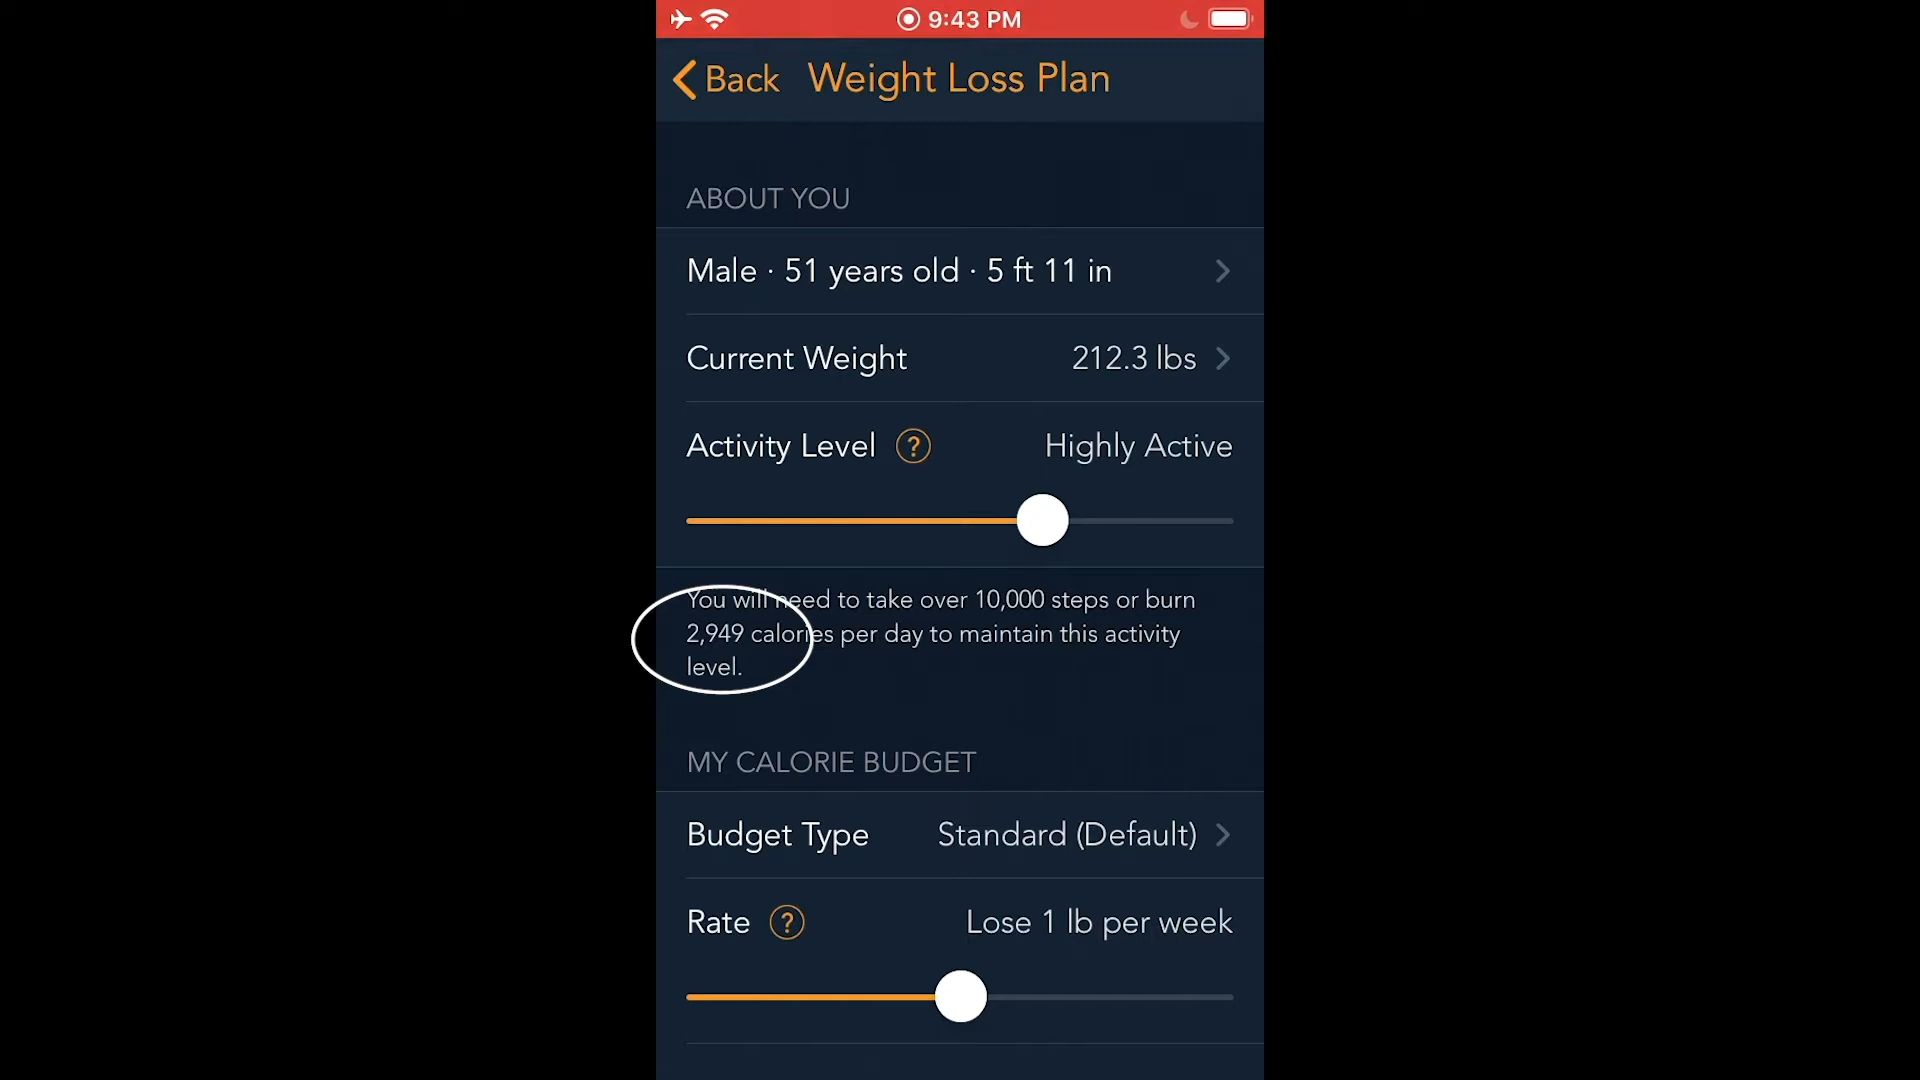 9:43 PM
Back Weight Loss Plan
ABOUT YOU
Male · 51 years old · 5 ft 11 in
Current Weight 212.3 lbs
Activity Level ? Highly Active
You will need to take over 10,000 steps or burn
2,949 calories per day to maintain this activity
level.
MY CALORIE BUDGET
Budget Type Standard (Default)
Rate ? Lose 1 lb per week